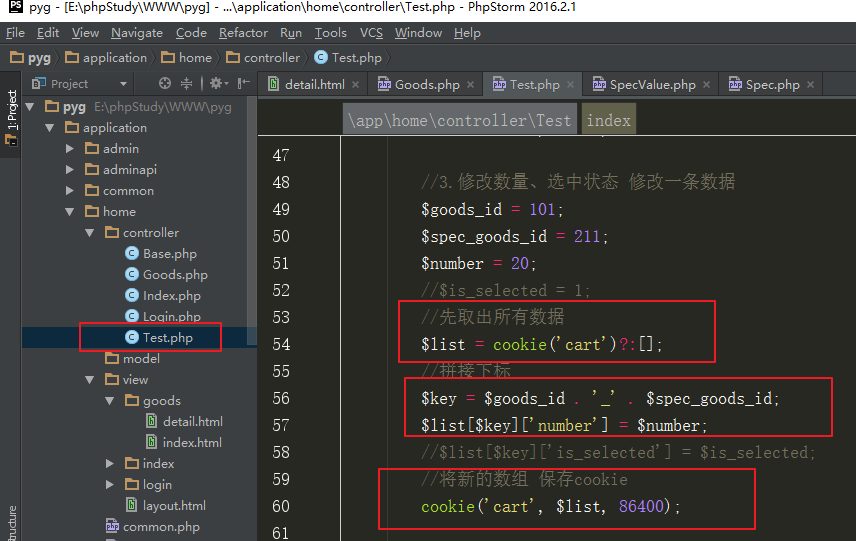 pyg - [E:\phpStudy\WWW\pyg] - ...\application\home\controller\Test.php - PhpStorm 2016.2.1
File Edit View Navigate Code Refactor Run Tools VCS Window Help
pyg application home controller Test.php
Project
detail.html Goods.php Test.php SpecValue.php Spec.php
1: Project
pyg E:\phpStudy\WWW\pyg
application
admin
adminapi
common
home
controller
Base.php
Goods.php
Index.php
Login.php
Test.php
model
view
goods
detail.html
index.html
index
login
layout.html
common.php
ructure
\app\home\controller\Test index
47
48 //3.修改数量、选中状态 修改一条数据
49 $goods_id = 101;
50 $spec_goods_id = 211;
51 $number = 20;
52 //$is_selected = 1;
53 //先取出所有数据
54 $list = cookie('cart')?:[];
55 //拼接下标
56 $key = $goods_id . '_' . $spec_goods_id;
57 $list[$key]['number'] = $number;
58 //$list[$key]['is_selected'] = $is_selected;
59 //将新的数组 保存cookie
60 cookie('cart', $list, 86400);
61